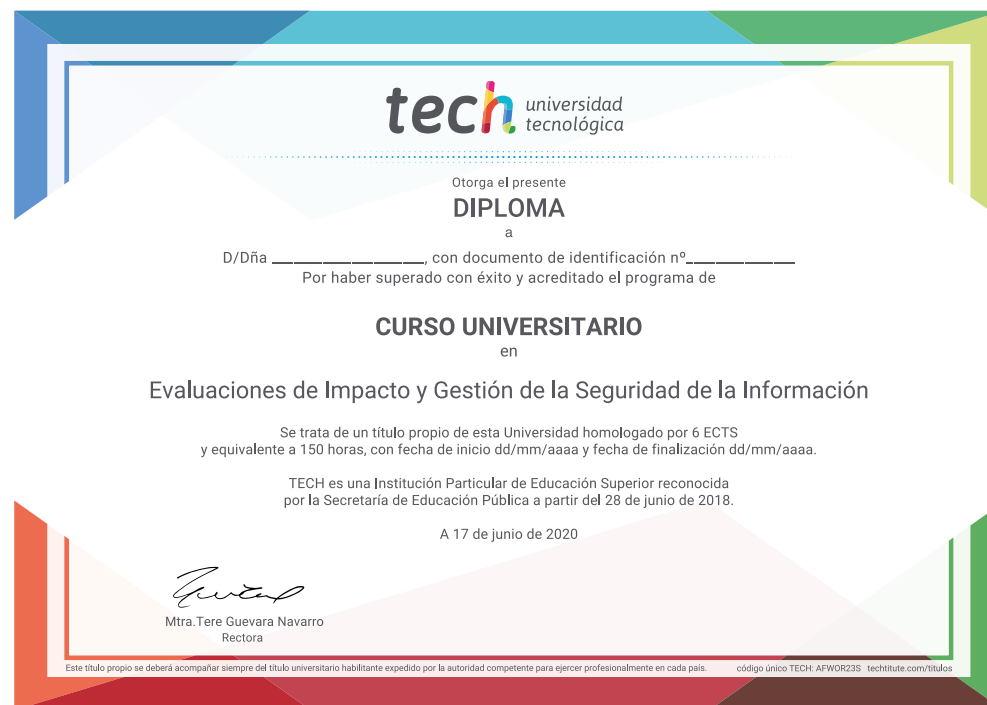 tech universidad
tecnológica
Otorga el presente
DIPLOMA
a
D/Dña ______________, con documento de identificación nº__________
Por haber superado con éxito y acreditado el programa de
CURSO UNIVERSITARIO
en
Evaluaciones de Impacto y Gestión de la Seguridad de la Información
Se trata de un título propio de esta Universidad homologado por 6 ECTS
y equivalente a 150 horas, con fecha de inicio dd/mm/aaaa y fecha de finalización dd/mm/aaaa.
TECH es una Institución Particular de Educación Superior reconocida
por la Secretaría de Educación Pública a partir del 28 de junio de 2018.
A 17 de junio de 2020
Mtra.Tere Guevara Navarro
Rectora
Este título propio se deberá acompañar siempre del título universitario habilitante expedido por la autoridad competente para ejercer profesionalmente en cada país. código único TECH: AFWOR23S techtitute.com/titulos